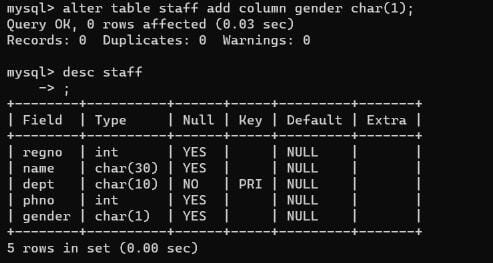 mysql> alter table staff add column gender char(1);
Query OK, 0 rows affected (0.03 sec)
Records: 0  Duplicates: 0  Warnings: 0

mysql> desc staff
    -> ;
+--------+----------+------+-----+---------+-------+
| Field  | Type     | Null | Key | Default | Extra |
+--------+----------+------+-----+---------+-------+
| regno  | int      | YES  |     | NULL    |       |
| name   | char(30) | YES  |     | NULL    |       |
| dept   | char(10) | NO   | PRI | NULL    |       |
| phno   | int      | YES  |     | NULL    |       |
| gender | char(1)  | YES  |     | NULL    |       |
+--------+----------+------+-----+---------+-------+
5 rows in set (0.00 sec)